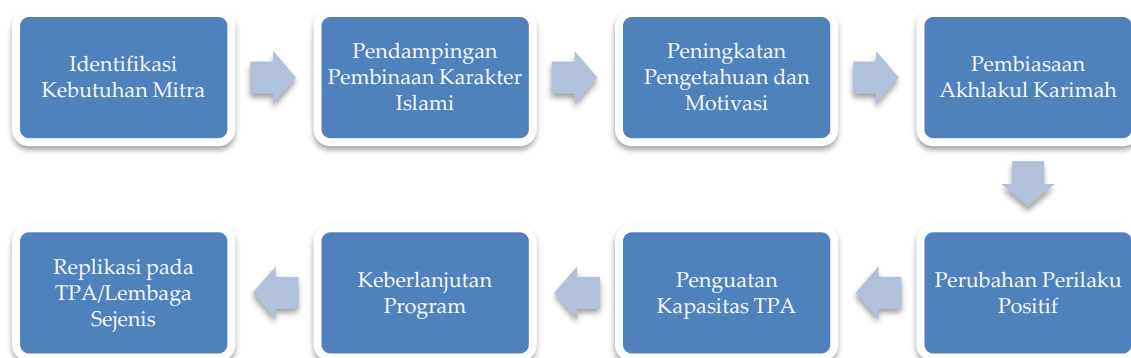 Identifikasi
Kebutuhan Mitra
Pendampingan
Pembinaan Karakter
Islami
Peningkatan
Pengetahuan dan
Motivasi
Pembiasaan
Akhlakul Karimah
Perubahan Perilaku
Positif
Penguatan
Kapasitas TPA
Keberlanjutan
Program
Replikasi pada
TPA/Lembaga
Sejenis